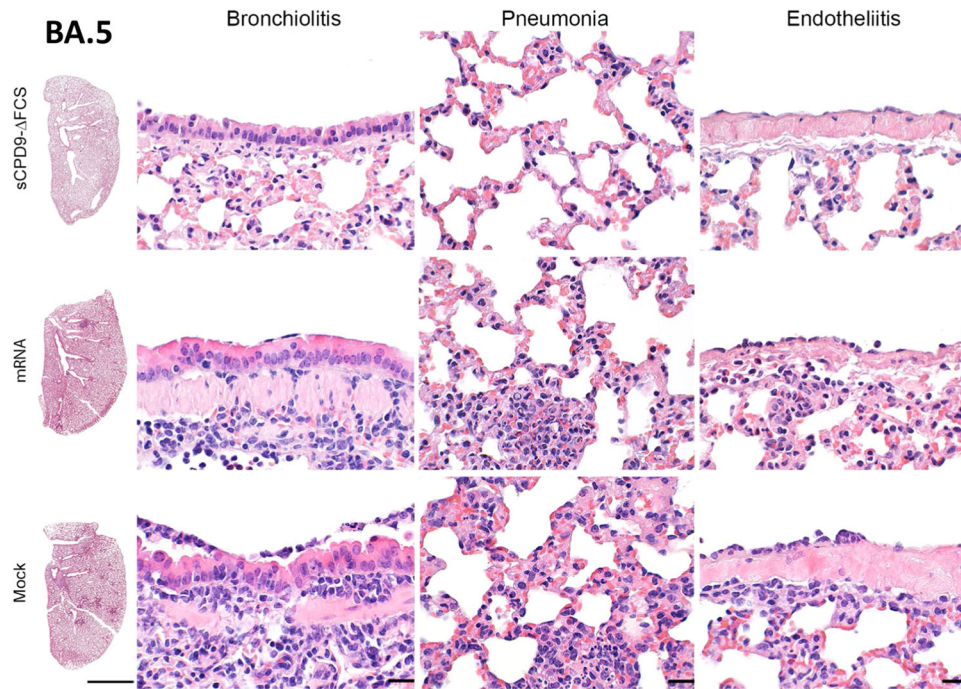 BA.5
Bronchiolitis
Pneumonia
Endotheliitis
sCPD9-ΔFCS
mRNA
Mock